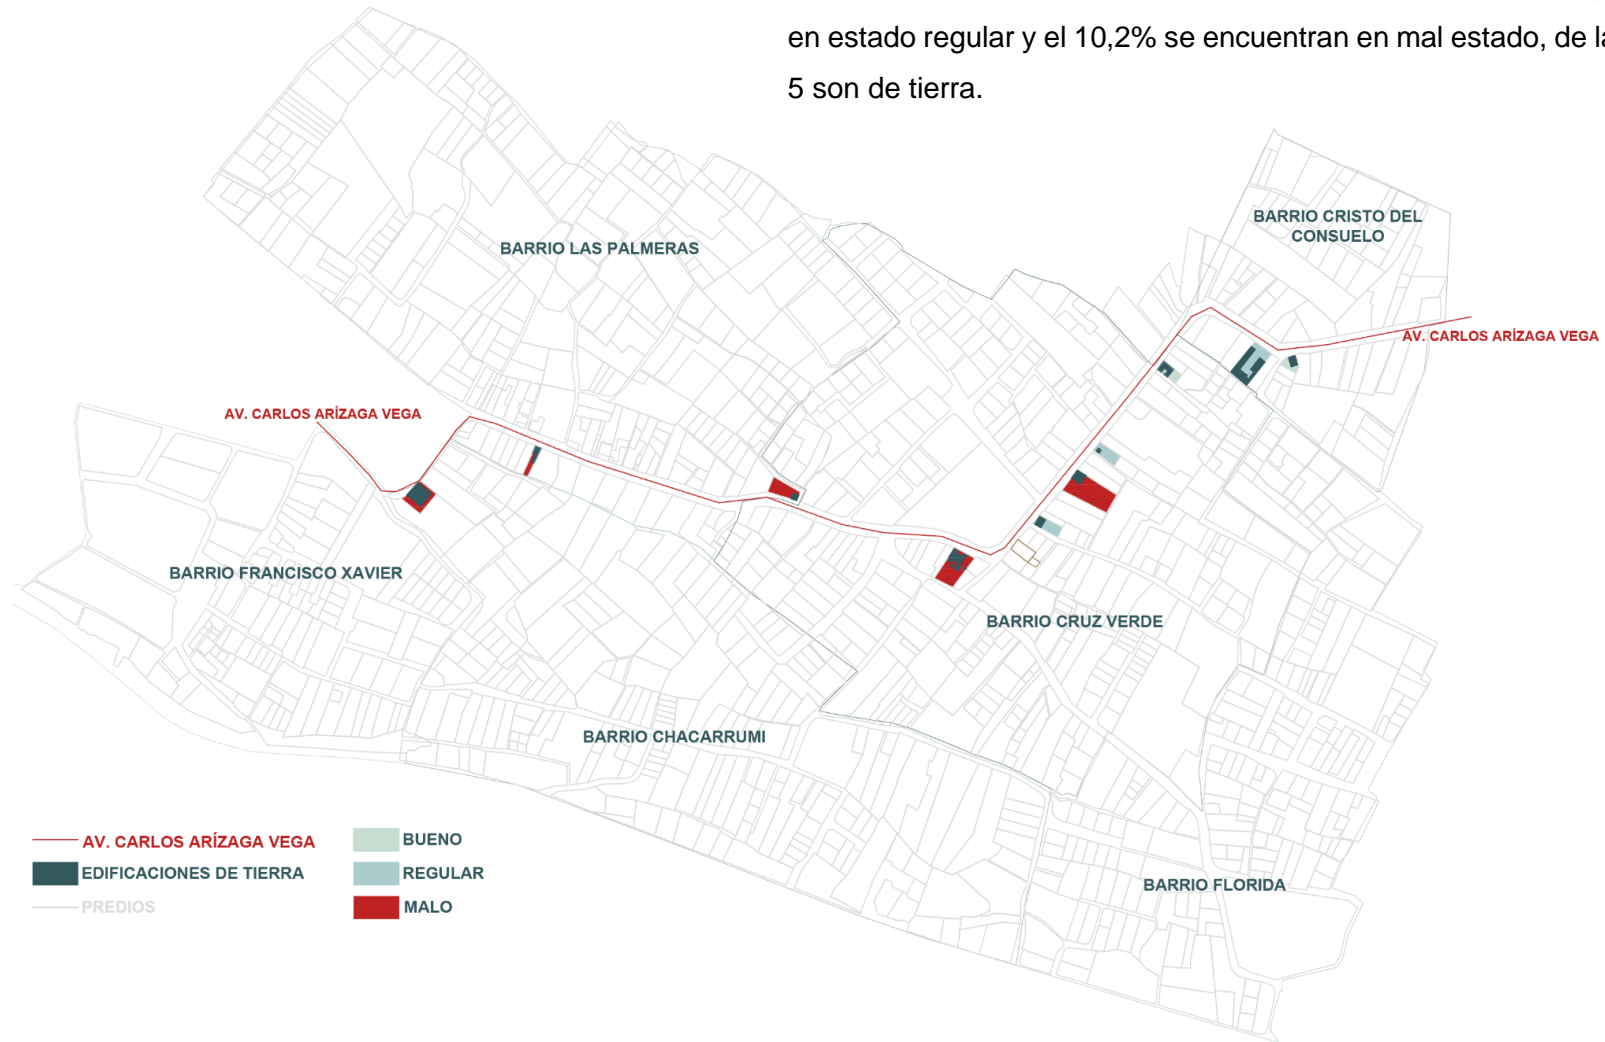 en estado regular y el 10,2% se encuentran en mal estado, de
5 son de tierra.
BARRIO CRISTO DEL
CONSUELO
BARRIO LAS PALMERAS
AV. CARLOS ARÍZAGA VEGA
AV. CARLOS ARÍZAGA VEGA
BARRIO FRANCISCO XAVIER
BARRIO CRUZ VERDE
BARRIO CHACARRUMI
BARRIO FLORIDA
AV. CARLOS ARÍZAGA VEGA
EDIFICACIONES DE TIERRA
PREDIOS
BUENO
REGULAR
MALO